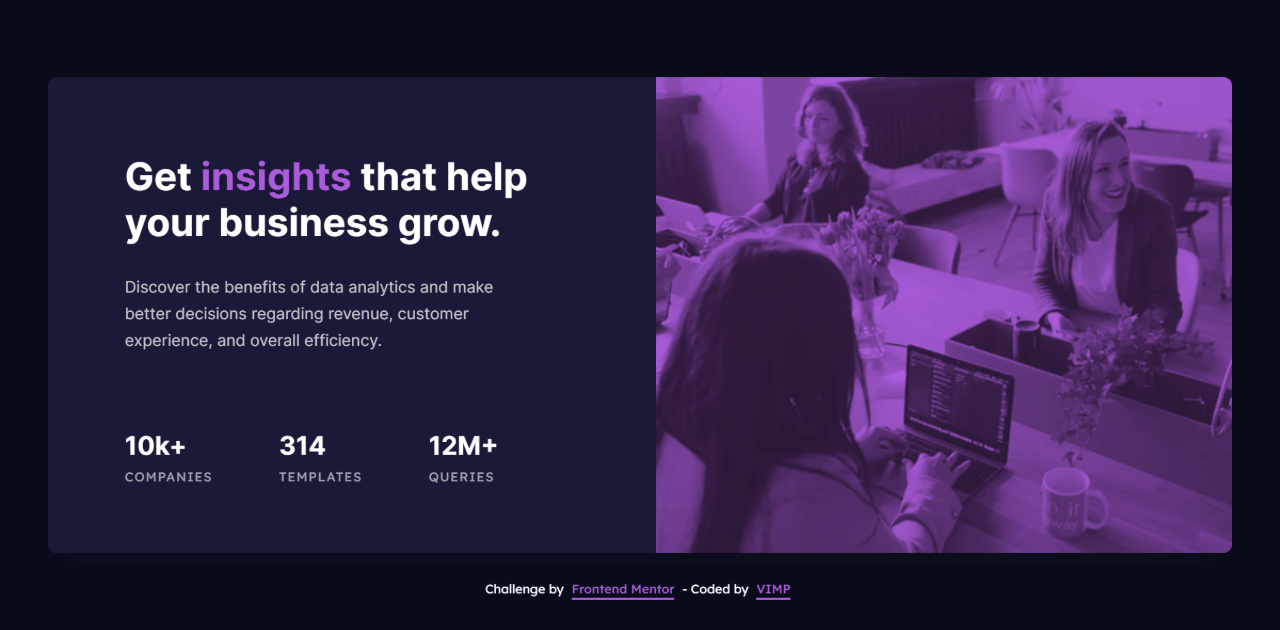 Get insights that help
your business grow.
Discover the benefits of data analytics and make
better decisions regarding revenue, customer
experience, and overall efficiency.
10k+ 314 12M+
COMPANIES TEMPLATES QUERIES
Challenge by Frontend Mentor - Coded by VIMP